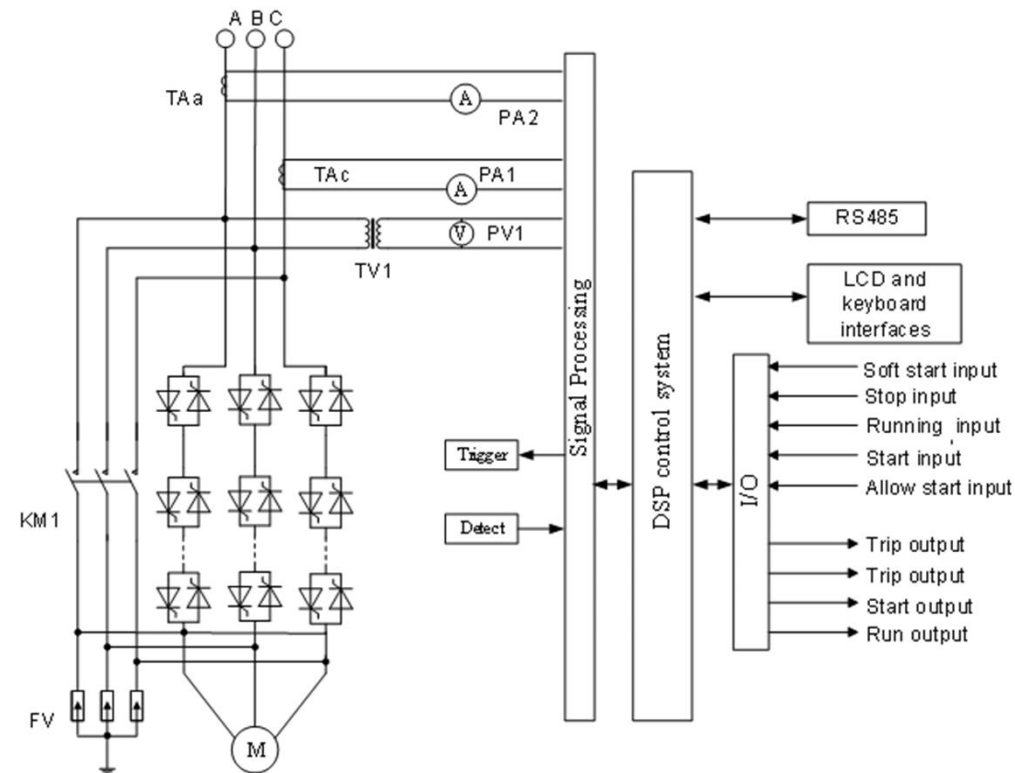 A B C
TAa
A
PA2
TAc
A
PA1
V
PV1
TV1
KM1
FV
M
Signal Processing
Trigger
Detect
DSP control system
RS485
LCD and
keyboard
interfaces
I/O
Soft start input
Stop input
Running input
Start input
Allow start input
Trip output
Trip output
Start output
Run output